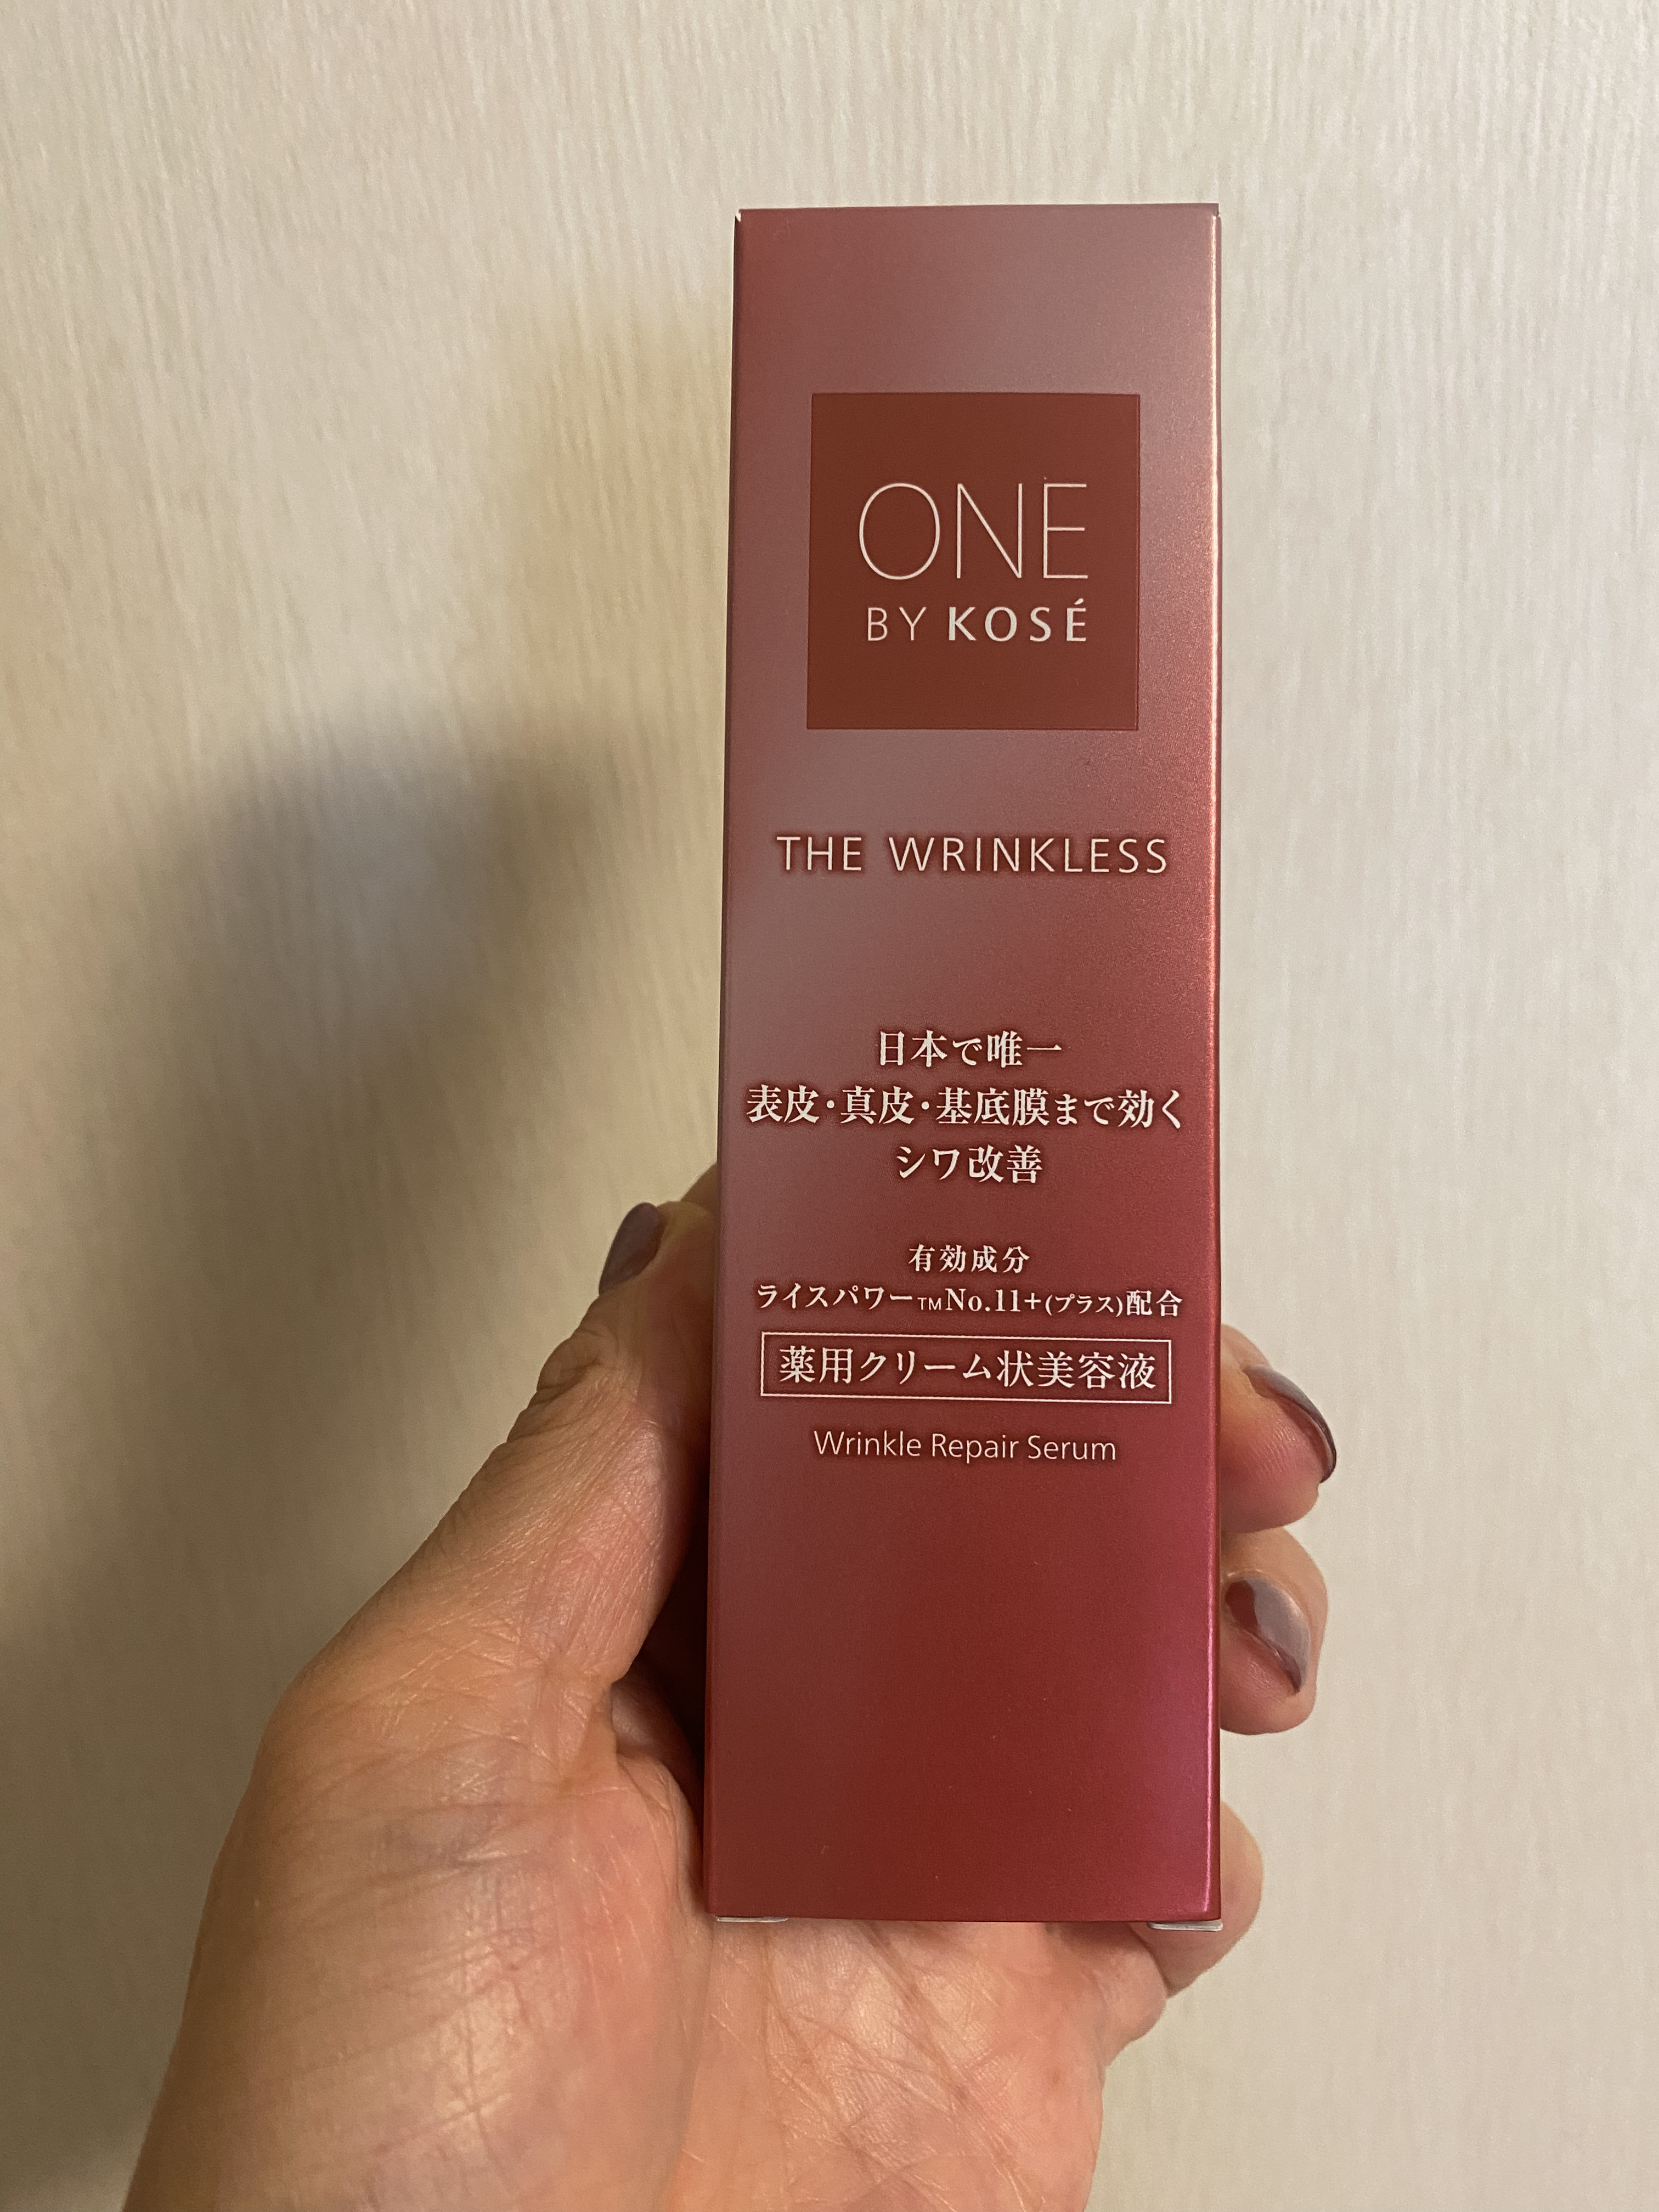 ONE
BY KOSÉ
THE WRINKLESS
日本で唯一
表皮・真皮・基底膜まで効く
シワ改善
有効成分
ライスパワー™No.11+(プラス)配合
薬用クリーム状美容液
Wrinkle Repair Serum